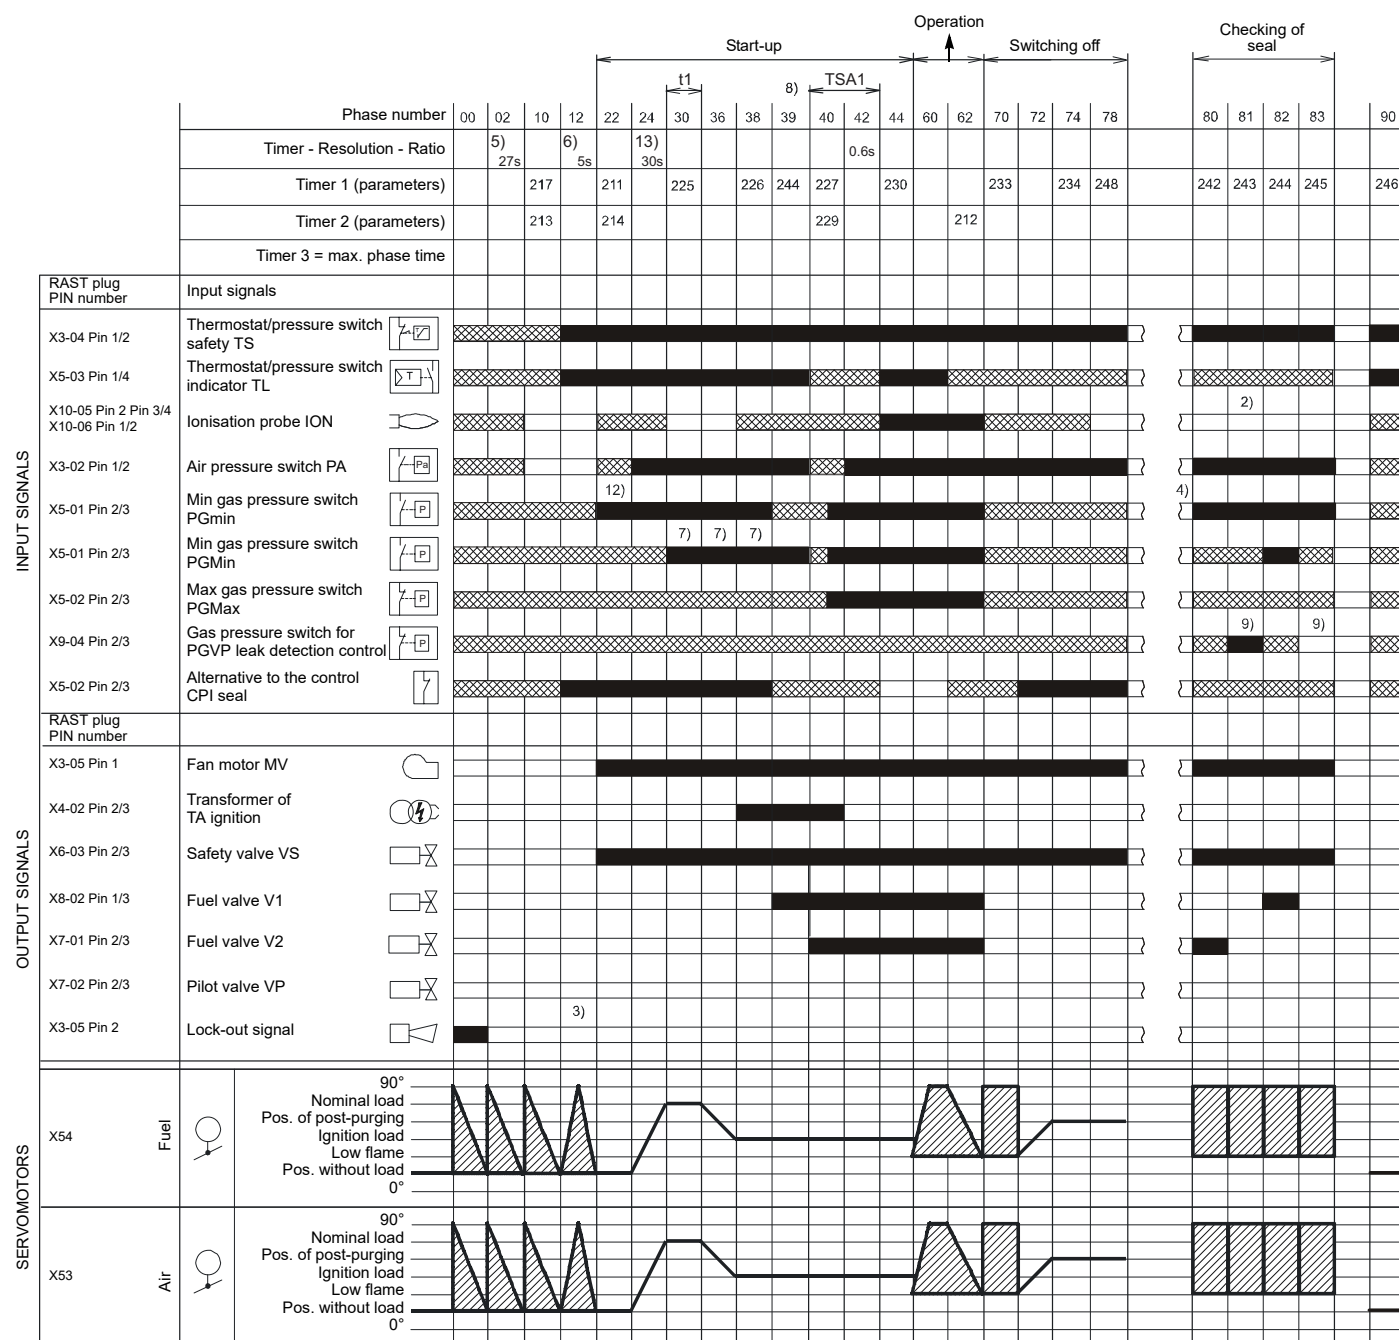 Operation
Start-up
Switching off
Checking of
seal
t1
8)
TSA1
Phase number 00 02 10 12 22 24 30 36 38 39 40 42 44 60 62 70 72 74 78 80 81 82 83 90
Timer - Resolution - Ratio 5) 27s 6) 5s 13) 30s 0.6s
Timer 1 (parameters) 217 211 225 226 244 227 230 233 234 248 242 243 244 245 246
Timer 2 (parameters) 213 214 229 212
Timer 3 = max. phase time
RAST plug
PIN number
Input signals
INPUT SIGNALS
X3-04 Pin 1/2
Thermostat/pressure switch
safety TS
X5-03 Pin 1/4
Thermostat/pressure switch
indicator TL
T
2)
X10-05 Pin 2 Pin 3/4
X10-06 Pin 1/2
Ionisation probe ION
X3-02 Pin 1/2
Air pressure switch PA
Pa
12)
4)
X5-01 Pin 2/3
Min gas pressure switch
PGmin
P
7) 7) 7)
X5-01 Pin 2/3
Min gas pressure switch
PGMin
P
X5-02 Pin 2/3
Max gas pressure switch
PGMax
P
9) 9)
X9-04 Pin 2/3
Gas pressure switch for
PGVP leak detection control
P
X5-02 Pin 2/3
Alternative to the control
CPI seal
RAST plug
PIN number
OUTPUT SIGNALS
X3-05 Pin 1
Fan motor MV
X4-02 Pin 2/3
Transformer of
TA ignition
X6-03 Pin 2/3
Safety valve VS
X8-02 Pin 1/3
Fuel valve V1
X7-01 Pin 2/3
Fuel valve V2
X7-02 Pin 2/3
Pilot valve VP
3)
X3-05 Pin 2
Lock-out signal
SERVOMOTORS
X54
Fuel
90°
Nominal load
Pos. of post-purging
Ignition load
Low flame
Pos. without load
0°
X53
Air
90°
Nominal load
Pos. of post-purging
Ignition load
Low flame
Pos. without load
0°